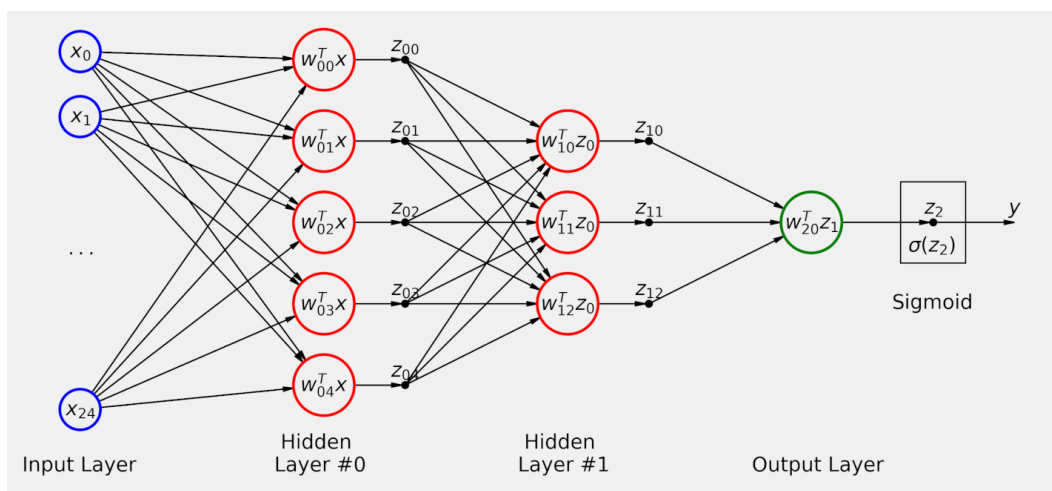 x₀
x₁
...
x₂₄
Input Layer
w₀₀ᵀx
w₀₁ᵀx
w₀₂ᵀx
w₀₃ᵀx
w₀₄ᵀx
Hidden
Layer #0
z₀₀
z₀₁
z₀₂
z₀₃
z₀₄
w₁₀ᵀz₀
w₁₁ᵀz₀
w₁₂ᵀz₀
Hidden
Layer #1
z₁₀
z₁₁
z₁₂
w₂₀ᵀz₁
Output Layer
z₂
σ(z₂)
Sigmoid
y